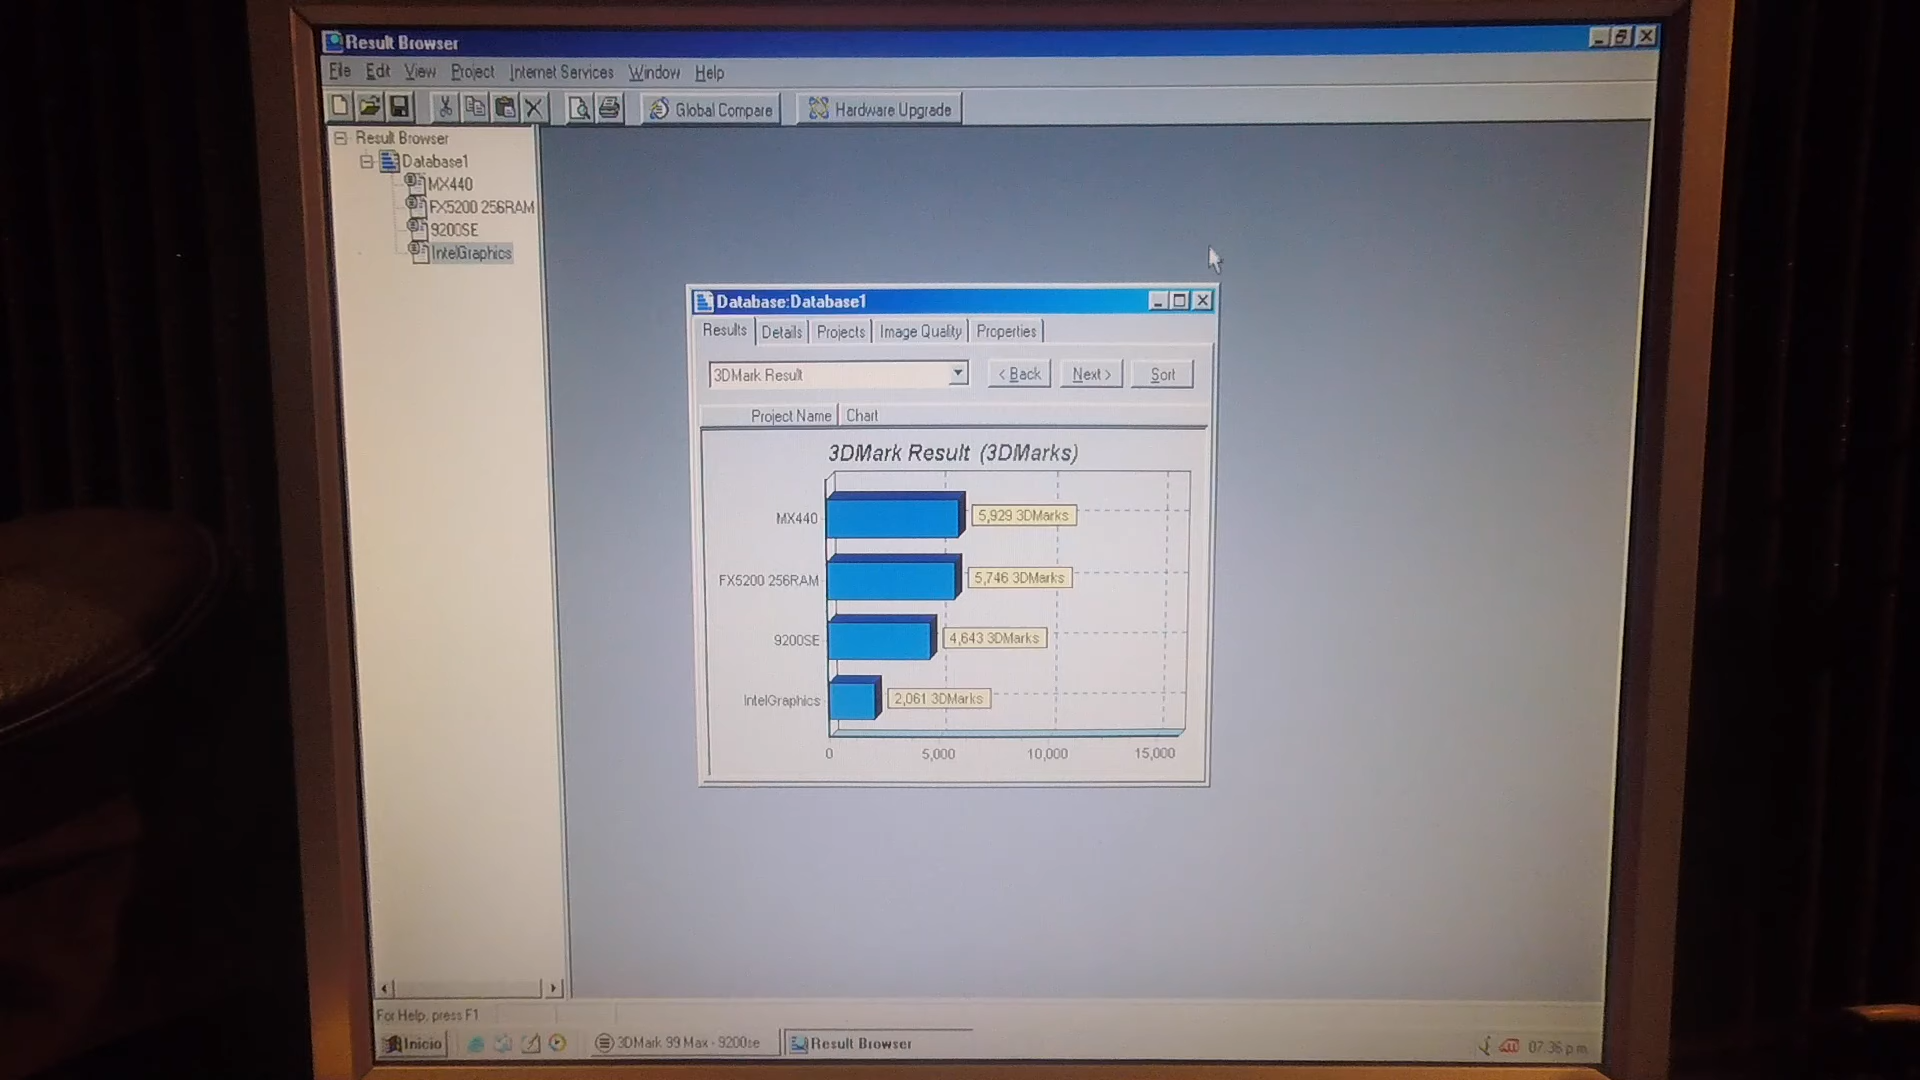 Result Browser
File Edit View Project Internet Services Window Help
Global Compare Hardware Upgrade
Result Browser
Database1
MX440
FX5200 256RAM
9200SE
IntelGraphics
Database:Database1
Results Details Projects Image Quality Properties
3DMark Result < Back Next > Sort
Project Name Chart
3DMark Result (3DMarks)
MX440 5,929 3DMarks
FX5200 256RAM 5,746 3DMarks
9200SE 4,643 3DMarks
IntelGraphics 2,061 3DMarks
0 5,000 10,000 15,000
For Help, press F1
Inicio 3DMark 99 Max - 9200se Result Browser 07:36 p.m.